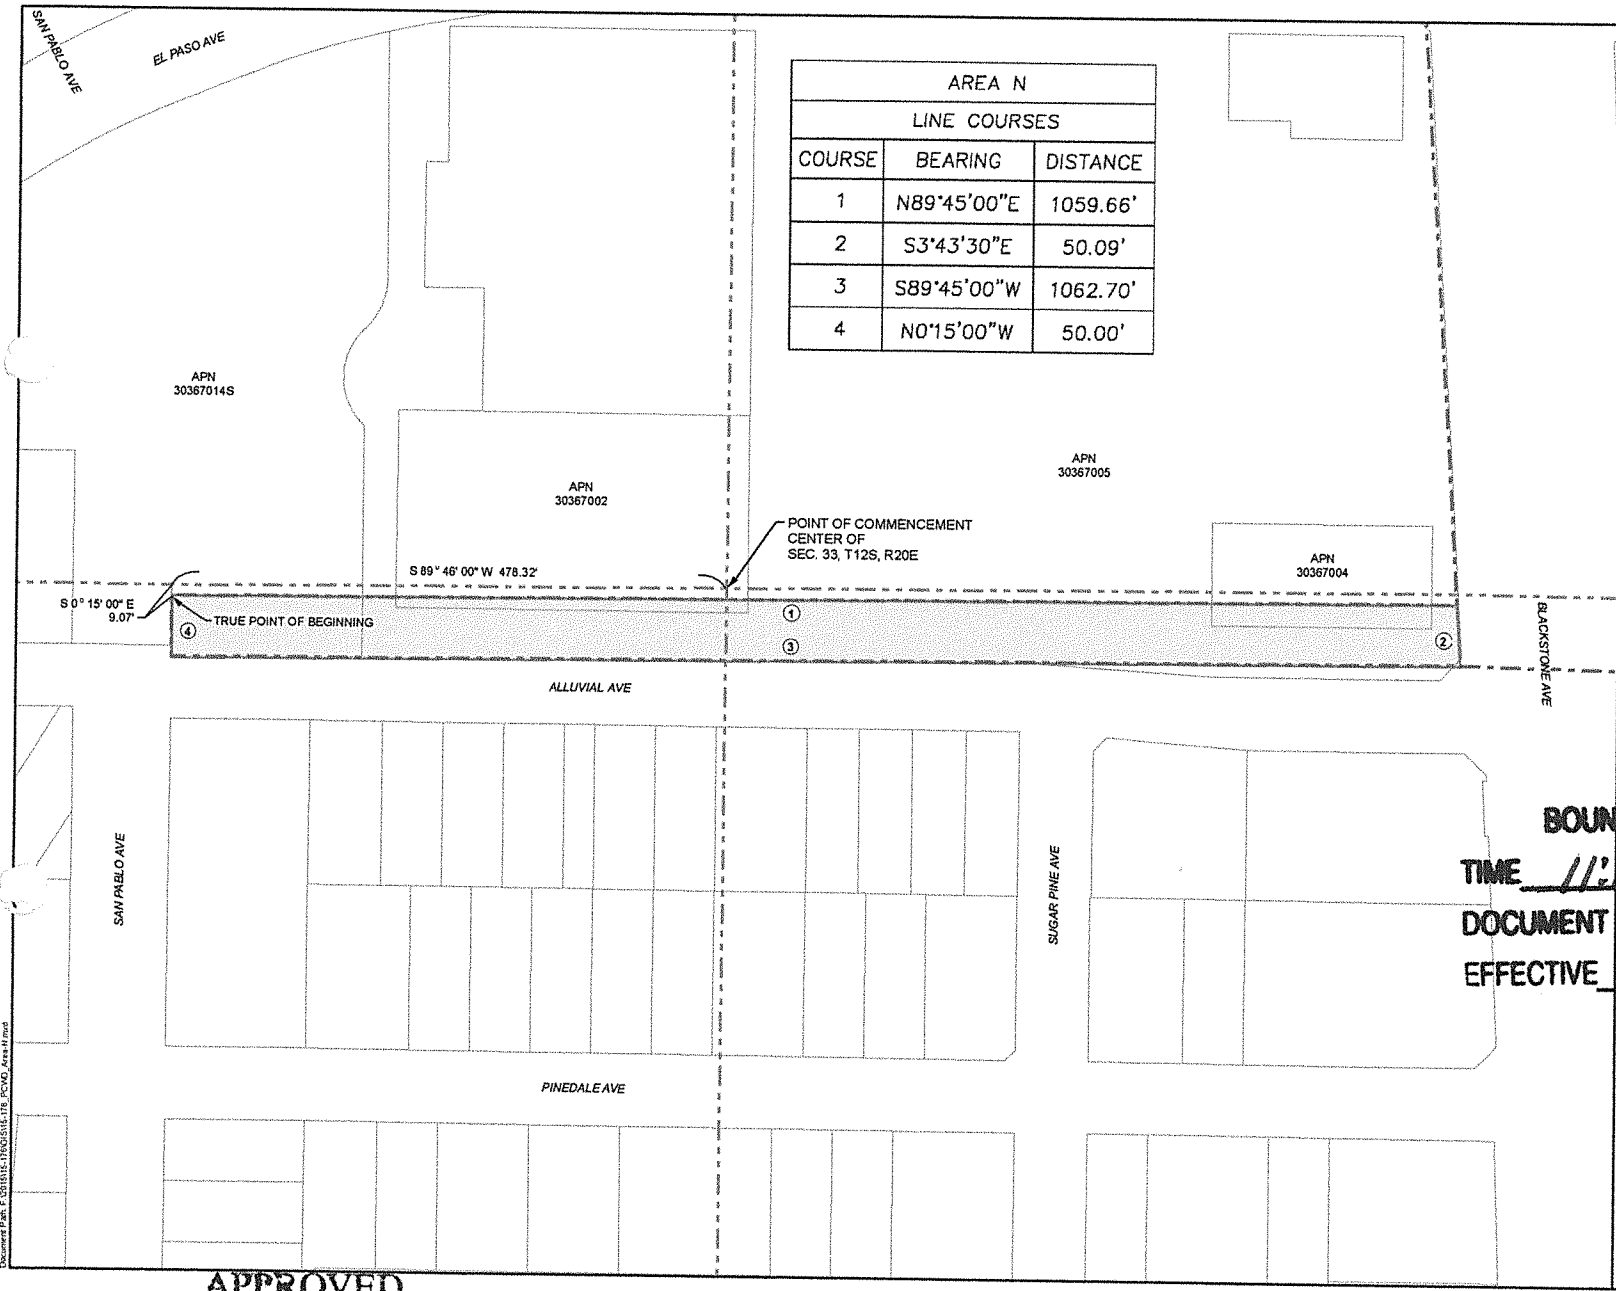 SAN PABLO AVE
EL PASO AVE
AREA N
LINE COURSES
COURSE BEARING DISTANCE
1 N89°45'00"E 1059.66'
2 S3°43'30"E 50.09'
3 S89°45'00"W 1062.70'
4 N0°15'00"W 50.00'
APN
30367014S
APN
30367002
APN
30367005
POINT OF COMMENCEMENT
CENTER OF
SEC. 33, T12S, R20E
APN
30367004
S 89° 46' 00" W 478.32'
S 0° 15' 00" E
9.07'
TRUE POINT OF BEGINNING
1
2
3
4
BLACKSTONE AVE
ALLUVIAL AVE
SAN PABLO AVE
SUGAR PINE AVE
BOUN
TIME 11:
DOCUMENT
EFFECTIVE
PINEDALE AVE
APPROVED